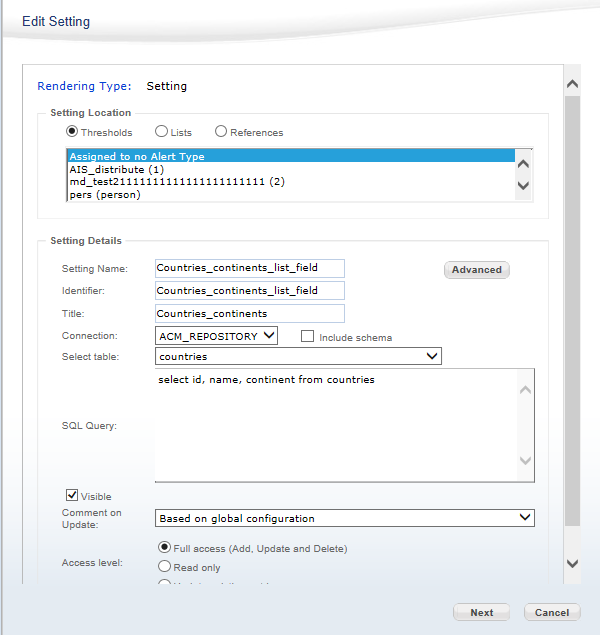 Edit Setting
Rendering Type: Setting
Setting Location
Thresholds Lists References
Assigned to no Alert Type
AIS_distribute (1)
pers (person)
Setting Details
Setting Name: Countries_continents_list_field Advanced
Identifier: Countries_continents_list_field
Title: Countries_continents
Connection: ACM_REPOSITORY Include schema
Select table: countries
select id, name, continent from countries
SQL Query:
Visible
Comment on
Update: Based on global configuration
Full access (Add, Update and Delete)
Access level:
Read only
Next Cancel